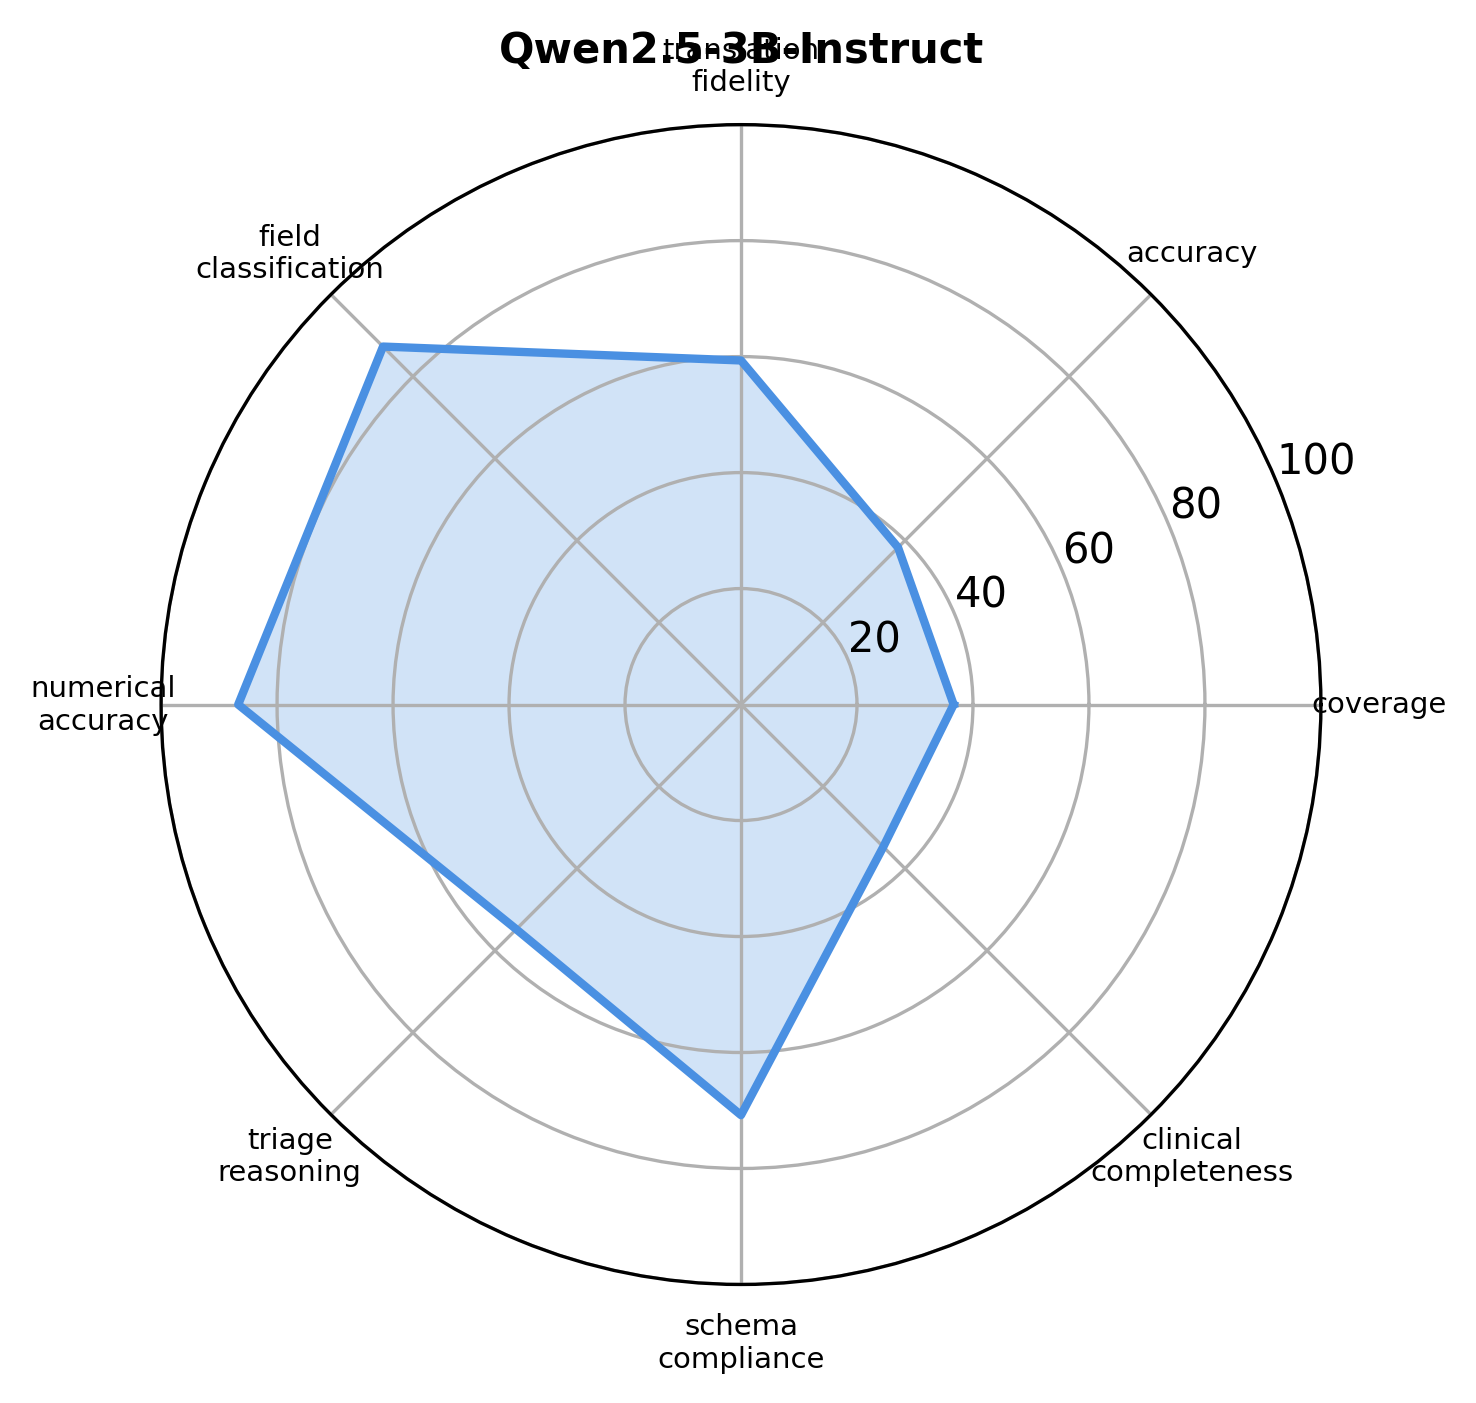 Qwen2.5-3B-Instruct
translation
fidelity
field
classification
accuracy
100
80
60
40
20
numerical
accuracy
coverage
triage
reasoning
clinical
completeness
schema
compliance